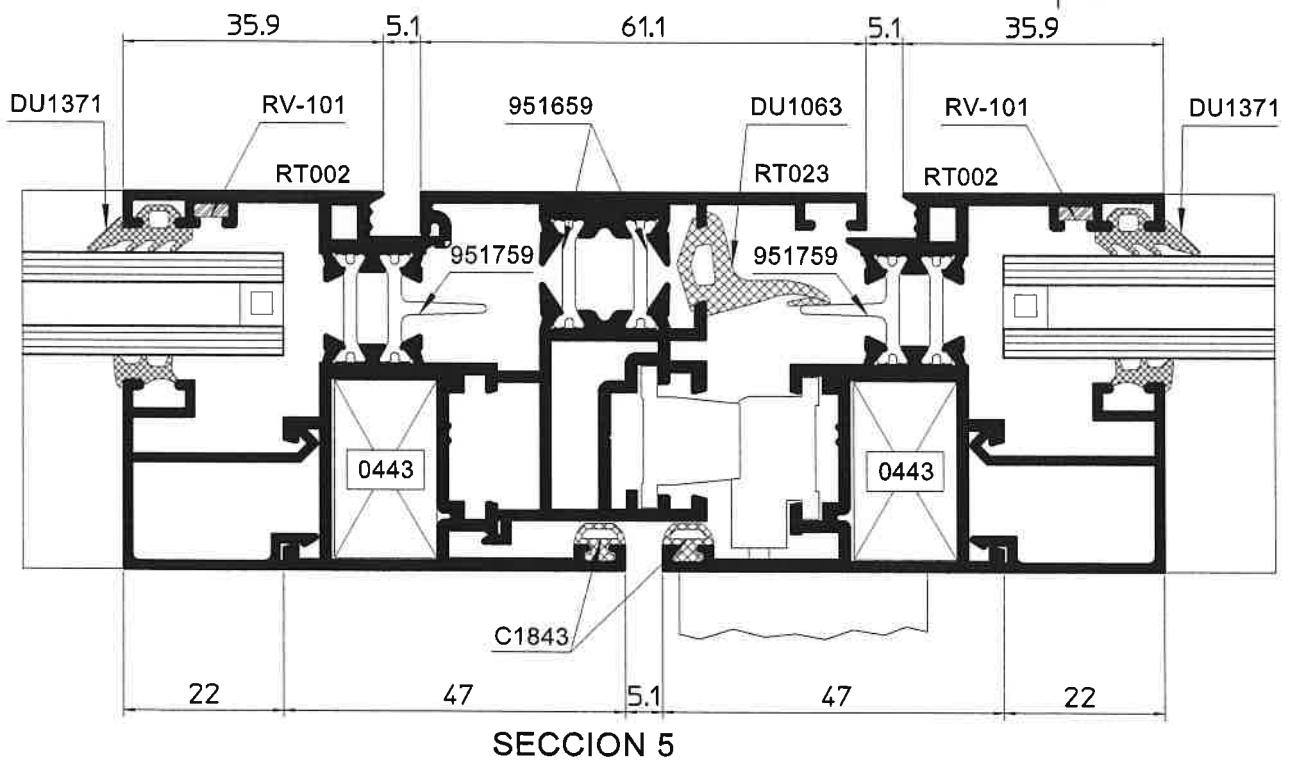 35.9 5.1 61.1 5.1 35.9
DU1371 RV-101 951659 DU1063 RV-101 DU1371
RT002 RT023 RT002
951759 951759
0443 0443
C1843
22 47 5.1 47 22
SECCION 5